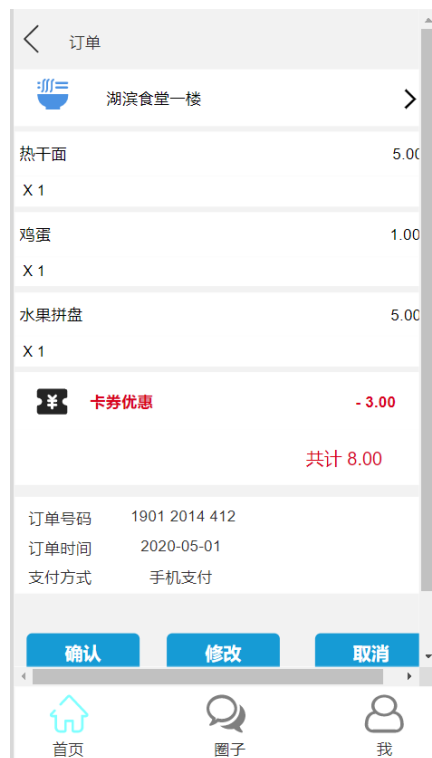 订单
湖滨食堂一楼
热干面 5.00
X 1
鸡蛋 1.00
X 1
水果拼盘 5.00
X 1
¥ 卡券优惠 - 3.00
共计 8.00
订单号码 1901 2014 412
订单时间 2020-05-01
支付方式 手机支付
确认 修改 取消
首页 圈子 我